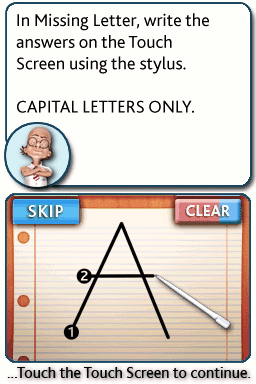 In Missing Letter, write the
answers on the Touch
Screen using the stylus.
CAPITAL LETTERS ONLY.
SKIP
CLEAR
A
2
1
...Touch the Touch Screen to continue.